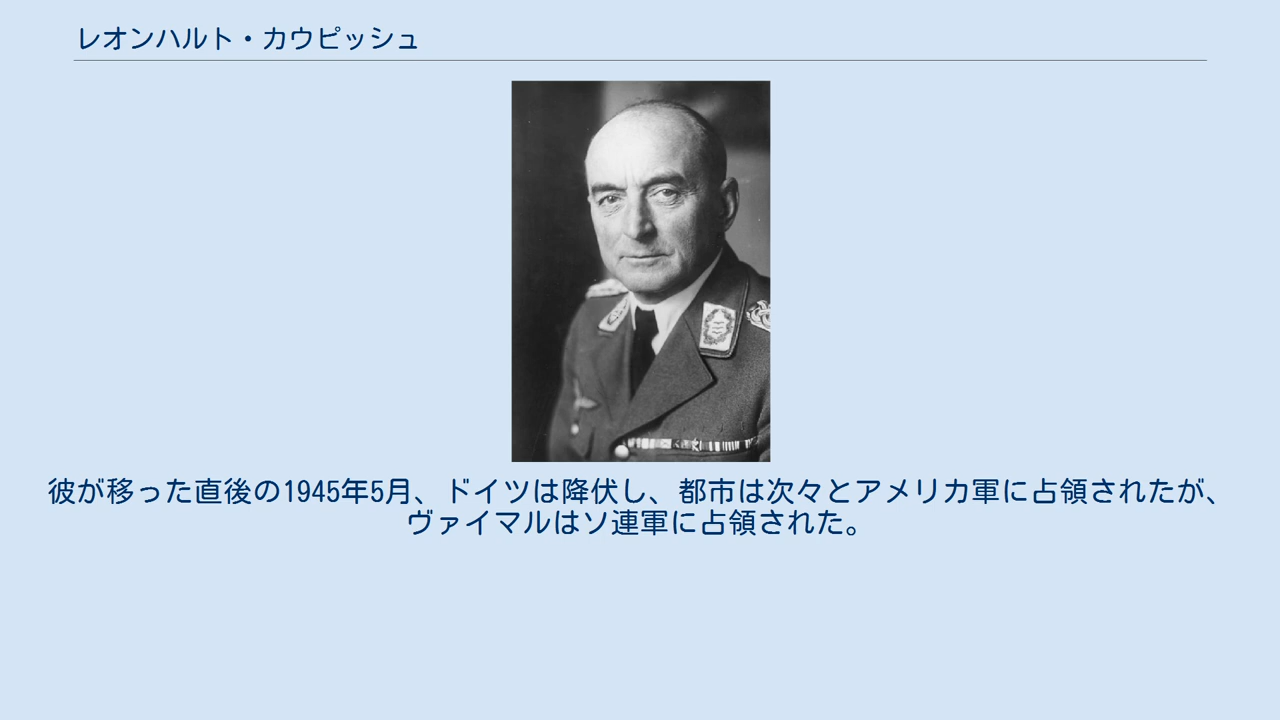 レオンハルト・カウピッシュ
彼が移った直後の1945年5月、ドイツは降伏し、都市は次々とアメリカ軍に占領されたが、
ヴァイマルはソ連軍に占領された。